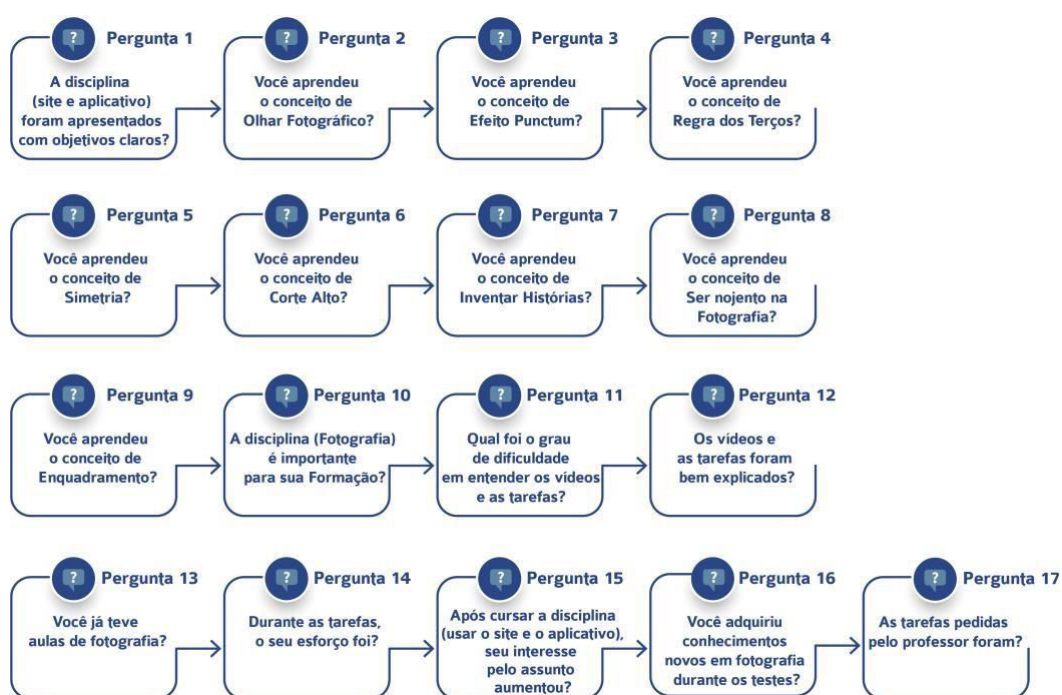 Pergunta 1
A disciplina
(site e aplicativo)
foram apresentados
com objetivos claros?
Pergunta 2
Você aprendeu
o conceito de
Olhar Fotográfico?
Pergunta 3
Você aprendeu
o conceito de
Efeito Punctum?
Pergunta 4
Você aprendeu
o conceito de
Regra dos Terços?
Pergunta 5
Você aprendeu
o conceito de
Simetria?
Pergunta 6
Você aprendeu
o conceito de
Corte Alto?
Pergunta 7
Você aprendeu
o conceito de
Inventar Histórias?
Pergunta 8
Você aprendeu
o conceito de
Ser nojento na
Fotografia?
Pergunta 9
Você aprendeu
o conceito de
Enquadramento?
Pergunta 10
A disciplina (Fotografia)
é importante
para sua Formação?
Pergunta 11
Qual foi o grau
de dificuldade
em entender os vídeos
e as tarefas?
Pergunta 12
Os vídeos e
as tarefas foram
bem explicados?
Pergunta 13
Você já teve
aulas de fotografia?
Pergunta 14
Durante as tarefas,
o seu esforço foi?
Pergunta 15
Após cursar a disciplina
(usar o site e o aplicativo),
seu interesse
pelo assunto
aumentou?
Pergunta 16
Você adquiriu
conhecimentos
novos em fotografia
durante os testes?
Pergunta 17
As tarefas pedidas
pelo professor foram?